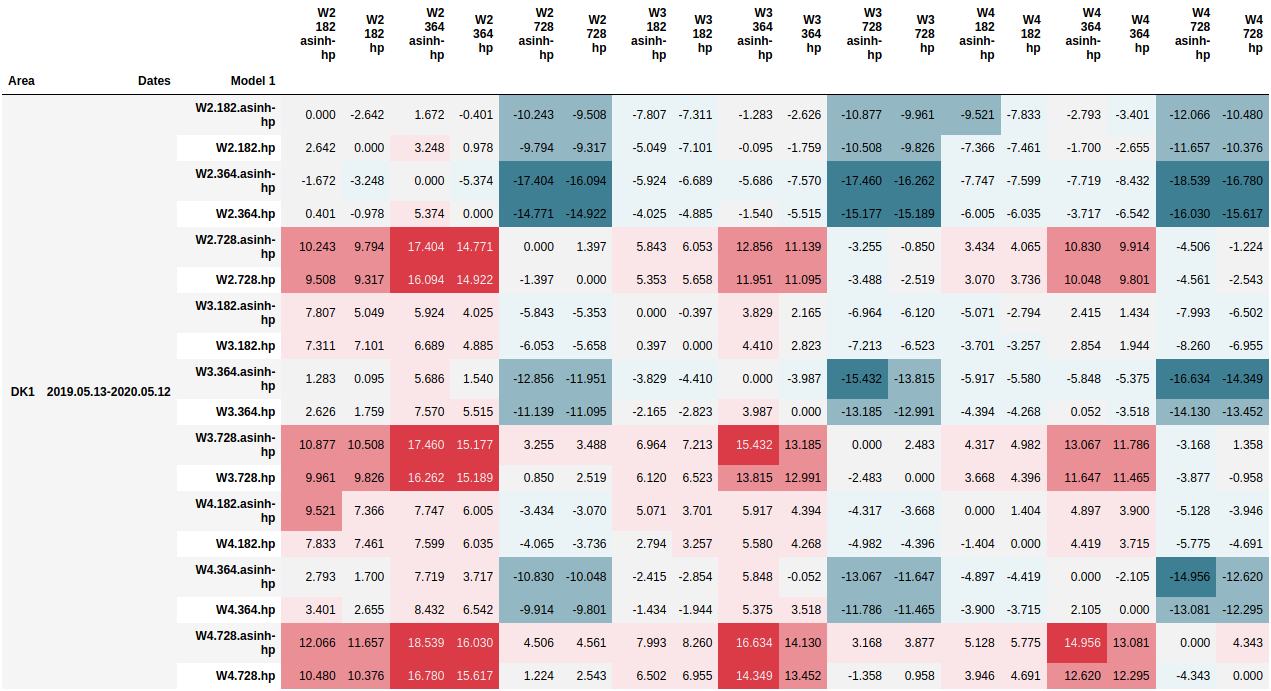 W2 182 asinh-hp W2 182 hp W2 364 asinh-hp W2 364 hp W2 728 asinh-hp W2 728 hp W3 182 asinh-hp W3 182 hp W3 364 asinh-hp W3 364 hp W3 728 asinh-hp W3 728 hp W4 182 asinh-hp W4 182 hp W4 364 asinh-hp W4 364 hp W4 728 asinh-hp W4 728 hp
Area Dates Model 1
W2.182.asinh-hp 0.000 -2.642 1.672 -0.401 -10.243 -9.508 -7.807 -7.311 -1.283 -2.626 -10.877 -9.961 -9.521 -7.833 -2.793 -3.401 -12.066 -10.480
W2.182.hp 2.642 0.000 3.248 0.978 -9.794 -9.317 -5.049 -7.101 -0.095 -1.759 -10.508 -9.826 -7.366 -7.461 -1.700 -2.655 -11.657 -10.376
W2.364.asinh-hp -1.672 -3.248 0.000 -5.374 -17.404 -16.094 -5.924 -6.689 -5.686 -7.570 -17.460 -16.262 -7.747 -7.599 -7.719 -8.432 -18.539 -16.780
W2.364.hp 0.401 -0.978 5.374 0.000 -14.771 -14.922 -4.025 -4.885 -1.540 -5.515 -15.177 -15.189 -6.005 -6.035 -3.717 -6.542 -16.030 -15.617
W2.728.asinh-hp 10.243 9.794 17.404 14.771 0.000 1.397 5.843 6.053 12.856 11.139 -3.255 -0.850 3.434 4.065 10.830 9.914 -4.506 -1.224
W2.728.hp 9.508 9.317 16.094 14.922 -1.397 0.000 5.353 5.658 11.951 11.095 -3.488 -2.519 3.070 3.736 10.048 9.801 -4.561 -2.543
W3.182.asinh-hp 7.807 5.049 5.924 4.025 -5.843 -5.353 0.000 -0.397 3.829 2.165 -6.964 -6.120 -5.071 -2.794 2.415 1.434 -7.993 -6.502
W3.182.hp 7.311 7.101 6.689 4.885 -6.053 -5.658 0.397 0.000 4.410 2.823 -7.213 -6.523 -3.701 -3.257 2.854 1.944 -8.260 -6.955
W3.364.asinh-hp 1.283 0.095 5.686 1.540 -12.856 -11.951 -3.829 -4.410 0.000 -3.987 -15.432 -13.815 -5.917 -5.580 -5.848 -5.375 -16.634 -14.349
DK1 2019.05.13-2020.05.12
W3.364.hp 2.626 1.759 7.570 5.515 -11.139 -11.095 -2.165 -2.823 3.987 0.000 -13.185 -12.991 -4.394 -4.268 0.052 -3.518 -14.130 -13.452
W3.728.asinh-hp 10.877 10.508 17.460 15.177 3.255 3.488 6.964 7.213 15.432 13.185 0.000 2.483 4.317 4.982 13.067 11.786 -3.168 1.358
W3.728.hp 9.961 9.826 16.262 15.189 0.850 2.519 6.120 6.523 13.815 12.991 -2.483 0.000 3.668 4.396 11.647 11.465 -3.877 -0.958
W4.182.asinh-hp 9.521 7.366 7.747 6.005 -3.434 -3.070 5.071 3.701 5.917 4.394 -4.317 -3.668 0.000 1.404 4.897 3.900 -5.128 -3.946
W4.182.hp 7.833 7.461 7.599 6.035 -4.065 -3.736 2.794 3.257 5.580 4.268 -4.982 -4.396 -1.404 0.000 4.419 3.715 -5.775 -4.691
W4.364.asinh-hp 2.793 1.700 7.719 3.717 -10.830 -10.048 -2.415 -2.854 5.848 -0.052 -13.067 -11.647 -4.897 -4.419 0.000 -2.105 -14.956 -12.620
W4.364.hp 3.401 2.655 8.432 6.542 -9.914 -9.801 -1.434 -1.944 5.375 3.518 -11.786 -11.465 -3.900 -3.715 2.105 0.000 -13.081 -12.295
W4.728.asinh-hp 12.066 11.657 18.539 16.030 4.506 4.561 7.993 8.260 16.634 14.130 3.168 3.877 5.128 5.775 14.956 13.081 0.000 4.343
W4.728.hp 10.480 10.376 16.780 15.617 1.224 2.543 6.502 6.955 14.349 13.452 -1.358 0.958 3.946 4.691 12.620 12.295 -4.343 0.000